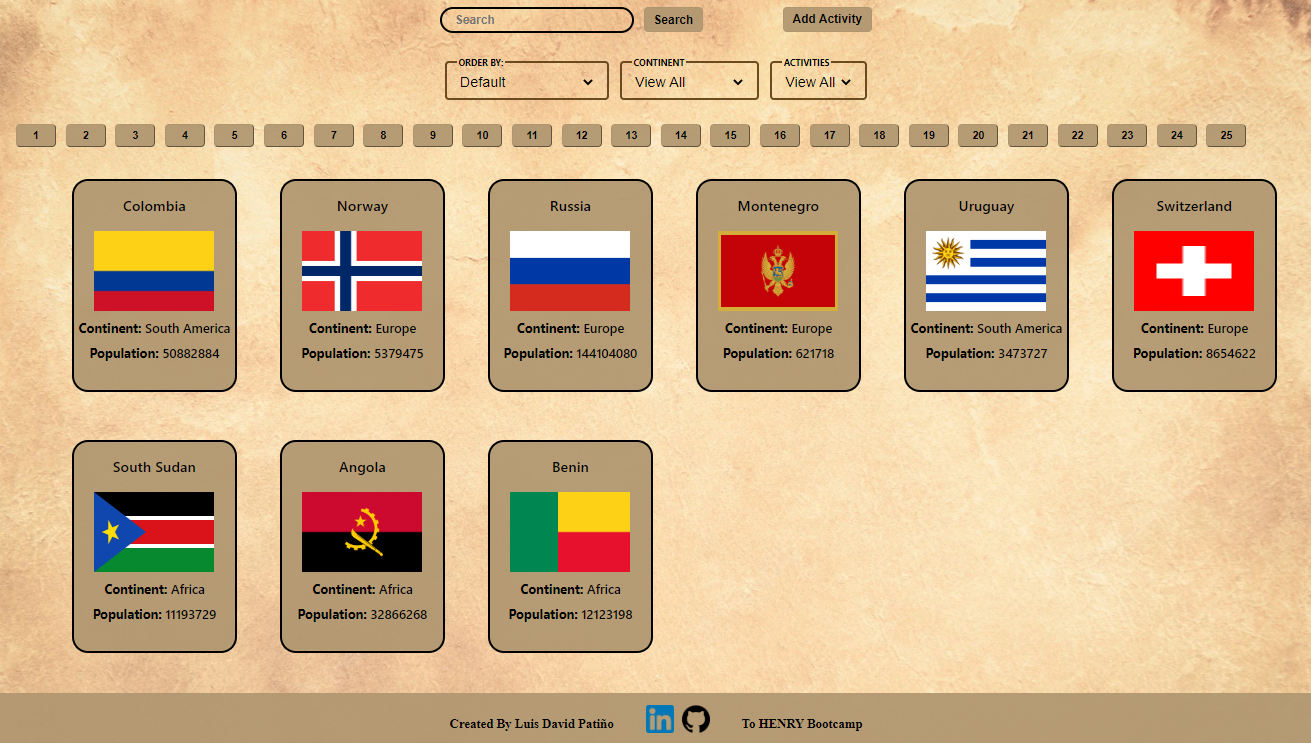 Search Search Add Activity
ORDER BY: CONTINENT ACTIVITIES
Default View All View All
1 2 3 4 5 6 7 8 9 10 11 12 13 14 15 16 17 18 19 20 21 22 23 24 25
Colombia Norway Russia Montenegro Uruguay Switzerland
Continent: South America Continent: Europe Continent: Europe Continent: Europe Continent: South America Continent: Europe
Population: 50882884 Population: 5379475 Population: 144104080 Population: 621718 Population: 3473727 Population: 8654622
South Sudan Angola Benin
Continent: Africa Continent: Africa Continent: Africa
Population: 11193729 Population: 32866268 Population: 12123198
Created By Luis David Patiño in To HENRY Bootcamp